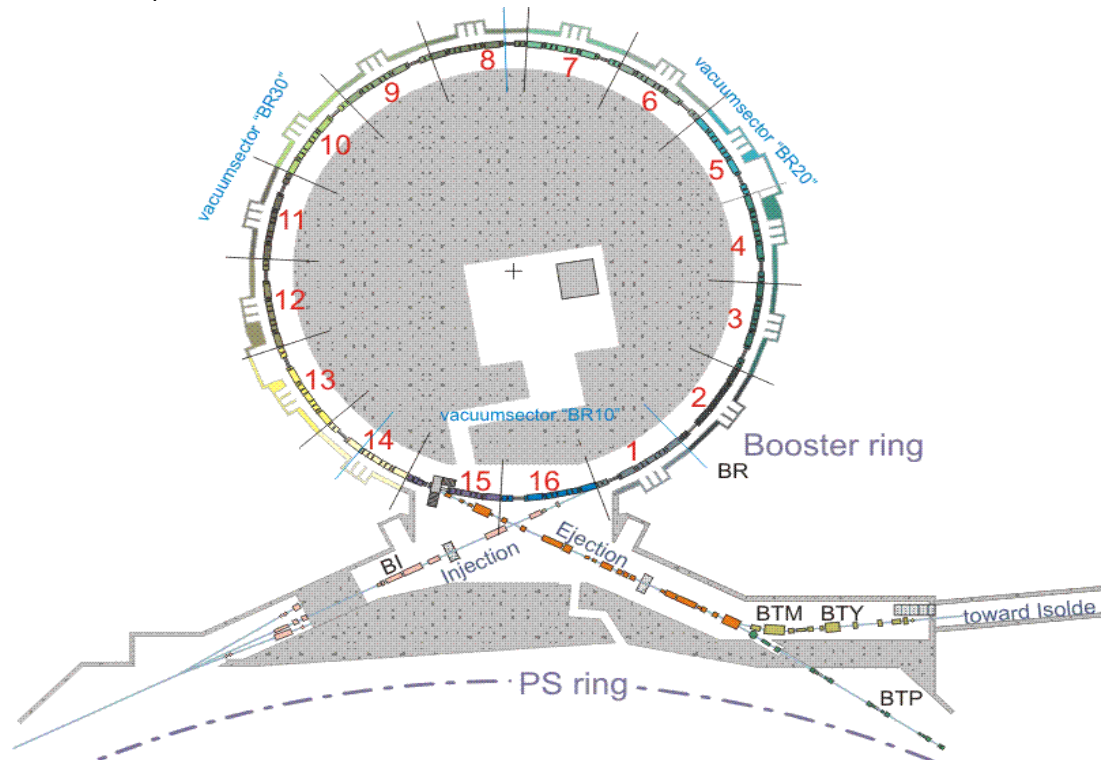 8
7
9
6
vacuumsector "BR30"
vacuumsector "BR20"
10
5
11
4
12
3
13
2
vacuumsector "BR10"
14
1
Booster ring
15
16
BR
Ejection
BI
Injection
BTM
BTY
toward Isolde
PS ring
BTP